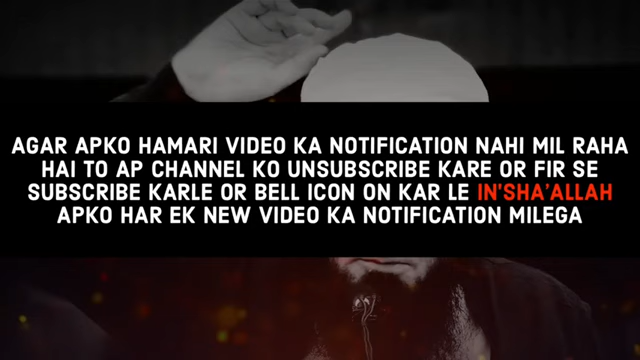 AGAR APKO HAMARI VIDEO KA NOTIFICATION NAHI MIL RAHA
HAI TO AP CHANNEL KO UNSUBSCRIBE KARE OR FIR SE
SUBSCRIBE KARLE OR BELL ICON ON KAR LE IN'SHA'ALLAH
APKO HAR EK NEW VIDEO KA NOTIFICATION MILEGA